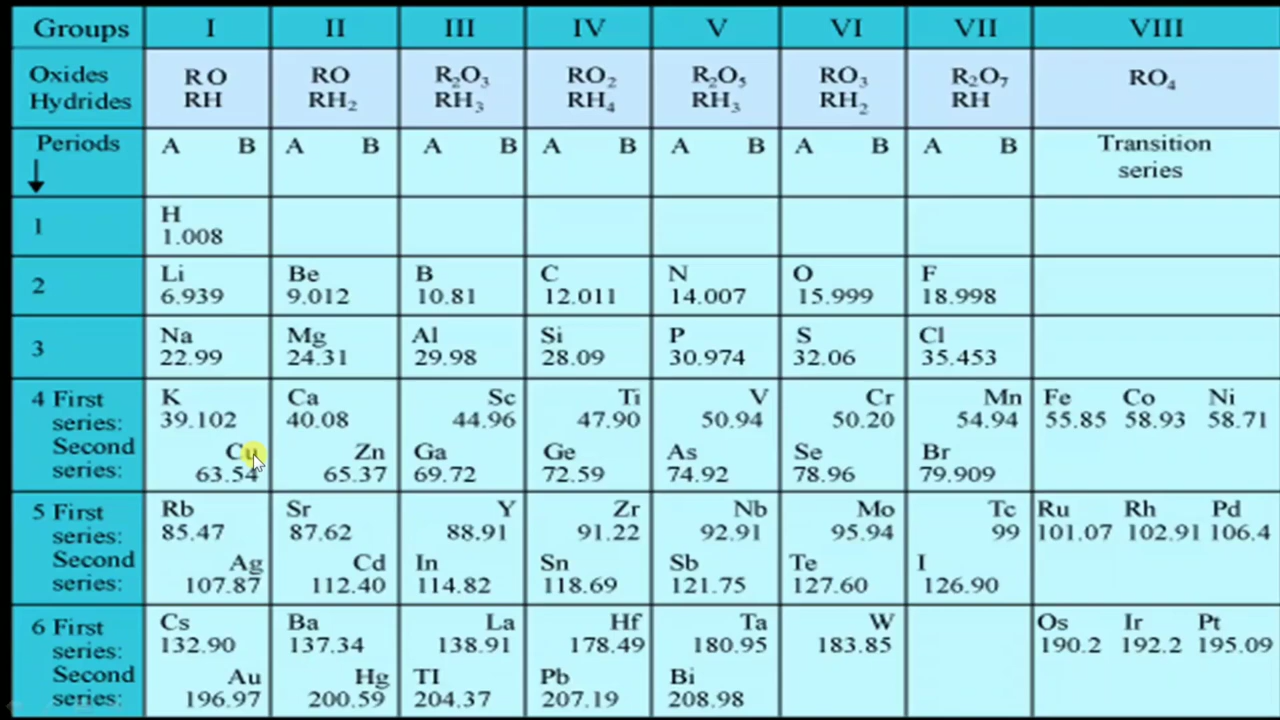 Groups I II III IV V VI VII VIII
Oxides RO RO R₂O₃ RO₂ R₂O₅ RO₃ R₂O₇ RO₄
Hydrides RH RH₂ RH₃ RH₄ RH₃ RH₂ RH
Periods A B A B A B A B A B A B A B Transition
series
1 H
1.008
2 Li Be B C N O F
6.939 9.012 10.81 12.011 14.007 15.999 18.998
3 Na Mg Al Si P S Cl
22.99 24.31 29.98 28.09 30.974 32.06 35.453
4 First K Ca Sc Ti V Cr Mn Fe Co Ni
series: 39.102 40.08 44.96 47.90 50.94 50.20 54.94 55.85 58.93 58.71
Second Cu Zn Ga Ge As Se Br
series: 63.54 65.37 69.72 72.59 74.92 78.96 79.909
5 First Rb Sr Y Zr Nb Mo Tc Ru Rh Pd
series: 85.47 87.62 88.91 91.22 92.91 95.94 99 101.07 102.91 106.4
Second Ag Cd In Sn Sb Te I
series: 107.87 112.40 114.82 118.69 121.75 127.60 126.90
6 First Cs Ba La Hf Ta W Os Ir Pt
series: 132.90 137.34 138.91 178.49 180.95 183.85 190.2 192.2 195.09
Second Au Hg TI Pb Bi
series: 196.97 200.59 204.37 207.19 208.98